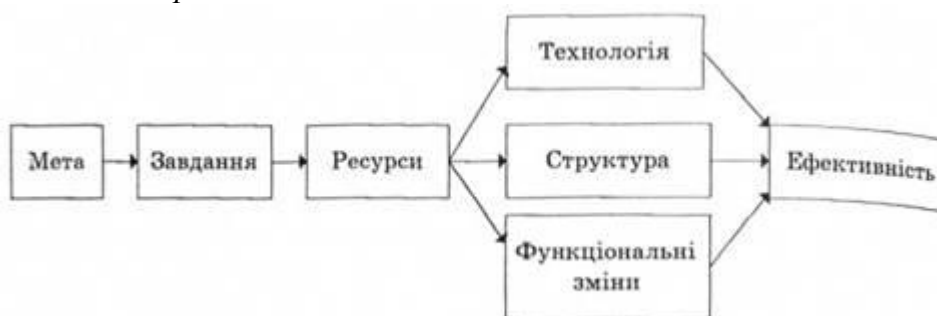 Технологія
Мета
Завдання
Ресурси
Структура
Ефективність
Функціональні
зміни